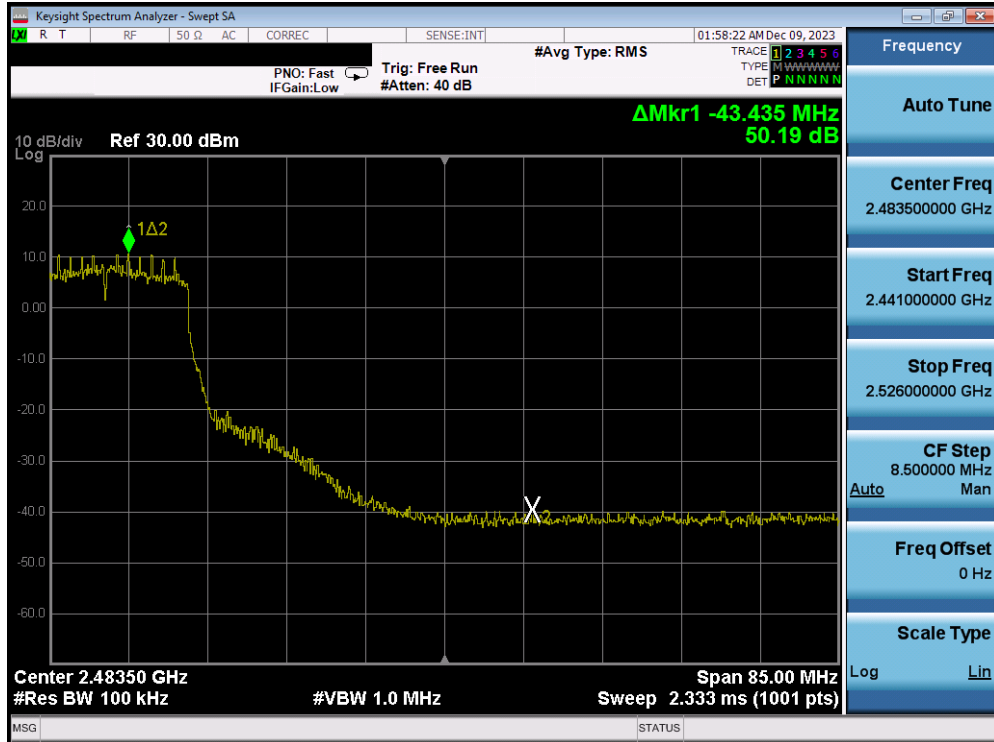 Keysight Spectrum Analyzer - Swept SA
LXI R T RF 50 Ω AC CORREC SENSE:INT 01:58:22 AM Dec 09, 2023
#Avg Type: RMS
TRACE 1 2 3 4 5 6
TYPE M W W W W W
DET P N N N N N
PNO: Fast
IFGain:Low
Trig: Free Run
#Atten: 40 dB
ΔMkr1 -43.435 MHz
50.19 dB
10 dB/div
Log
Ref 30.00 dBm
1Δ2
20.0
10.0
0.00
-10.0
-20.0
-30.0
-40.0
-50.0
-60.0
X2
Center 2.48350 GHz
Span 85.00 MHz
#Res BW 100 kHz
#VBW 1.0 MHz
Sweep 2.333 ms (1001 pts)
MSG
STATUS
Frequency
Auto Tune
Center Freq
2.483500000 GHz
Start Freq
2.441000000 GHz
Stop Freq
2.526000000 GHz
CF Step
8.500000 MHz
Auto Man
Freq Offset
0 Hz
Scale Type
Log Lin